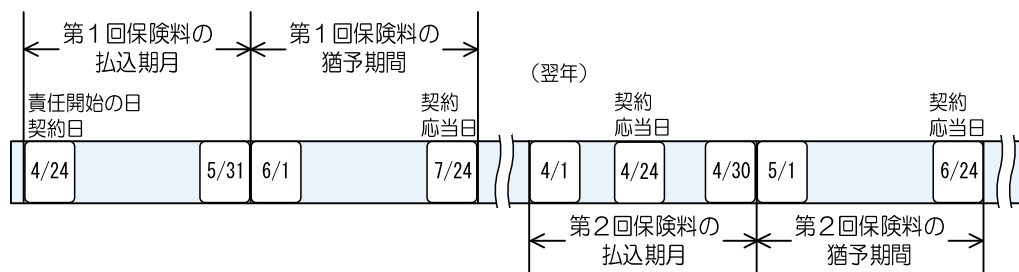 第1回保険料の
払込期月
第1回保険料の
猶予期間
(翌年)
責任開始の日
契約日
契約
応当日
契約
応当日
契約
応当日
4/24
5/31
6/1
7/24
4/1
4/24
4/30
5/1
6/24
第2回保険料の
払込期月
第2回保険料の
猶予期間